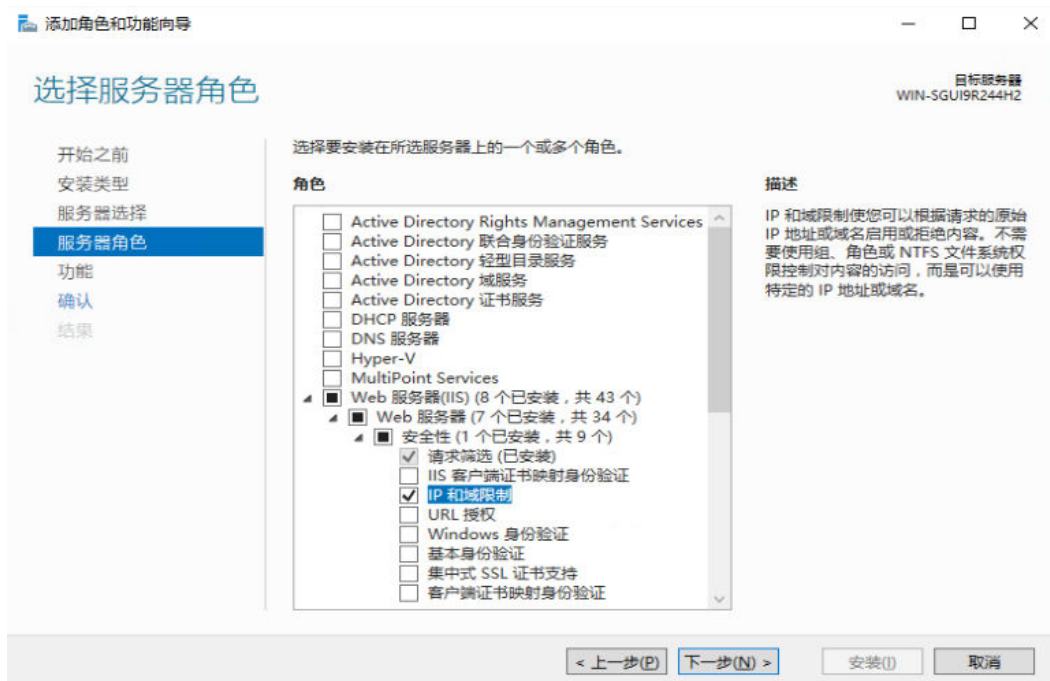 添加角色和功能向导
选择服务器角色
目标服务器
WIN-SGUI9R244H2
开始之前
安装类型
服务器选择
服务器角色
功能
确认
结果
选择要安装在所选服务器上的一个或多个角色。
角色
Active Directory Rights Management Services
Active Directory 联合身份验证服务
Active Directory 轻型目录服务
Active Directory 域服务
Active Directory 证书服务
DHCP 服务器
DNS 服务器
Hyper-V
MultiPoint Services
Web 服务器(IIS) (8 个已安装，共 43 个)
Web 服务器 (7 个已安装，共 34 个)
安全性 (1 个已安装，共 9 个)
请求筛选 (已安装)
IIS 客户端证书映射身份验证
IP 和域限制
URL 授权
Windows 身份验证
基本身份验证
集中式 SSL 证书支持
客户端证书映射身份验证
描述
IP 和域限制使您可以根据请求的原始
IP 地址或域名启用或拒绝内容。不需
要使用组、角色或 NTFS 文件系统权
限控制对内容的访问，而是可以使用
特定的 IP 地址或域名。
< 上一步(P)
下一步(N) >
安装(I)
取消